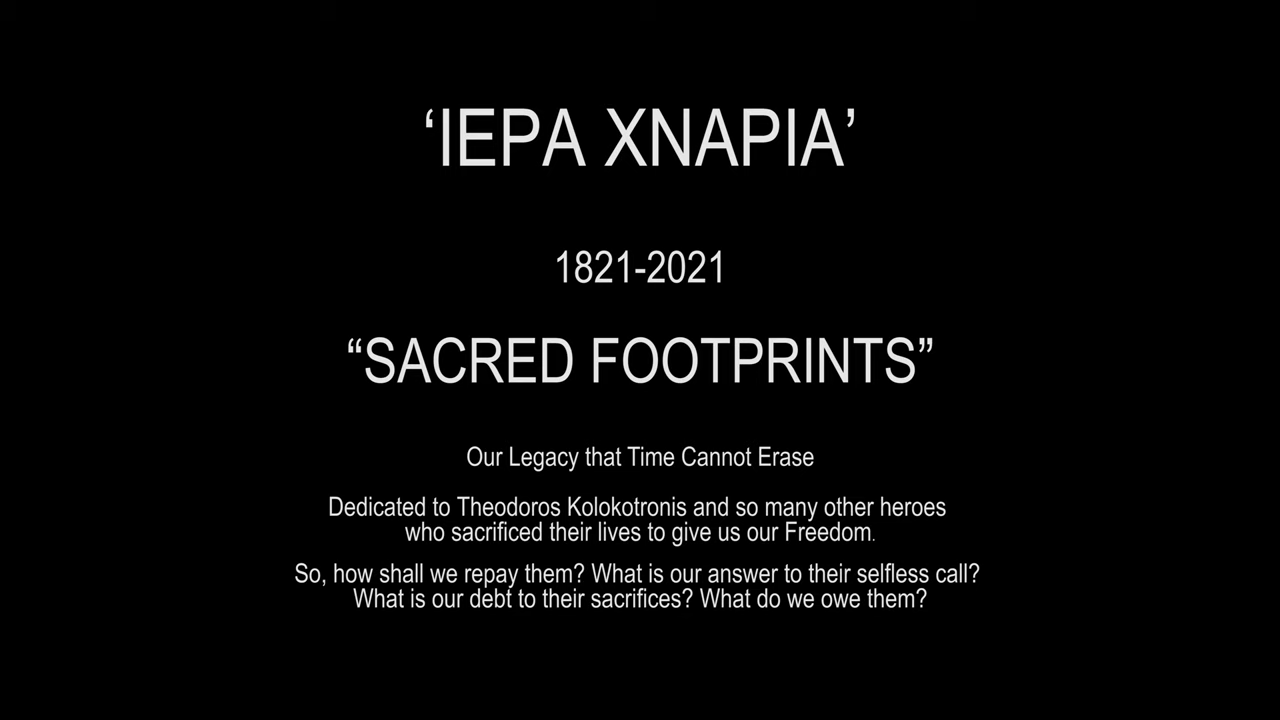 ‘ΙΕΡΑ ΧΝΑΡΙΑ’
1821-2021
“SACRED FOOTPRINTS”
Our Legacy that Time Cannot Erase
Dedicated to Theodoros Kolokotronis and so many other heroes
who sacrificed their lives to give us our Freedom.
So, how shall we repay them? What is our answer to their selfless call?
What is our debt to their sacrifices? What do we owe them?